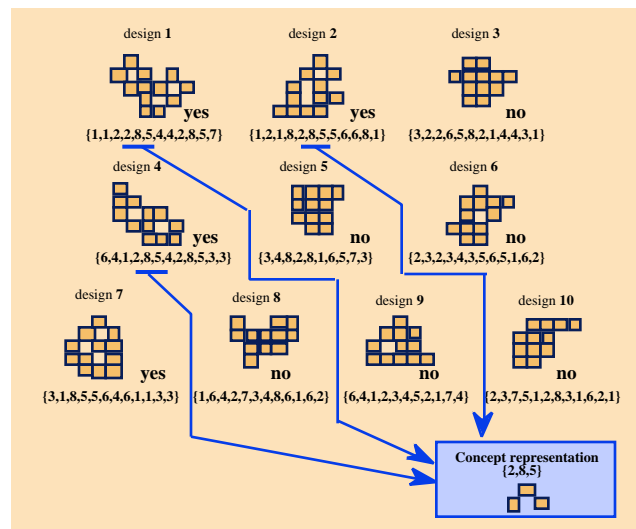 design 1
design 2
design 3
yes
yes
no
{1,1,2,2,8,5,4,4,2,8,5,7}
{1,2,1,8,2,8,5,5,6,6,8,1}
{3,2,2,6,5,8,2,1,4,4,3,1}
design 4
design 5
design 6
yes
no
no
{6,4,1,2,8,5,4,2,8,5,3,3}
{3,4,8,2,8,1,6,5,7,3}
{2,3,2,3,4,3,5,6,5,1,6,2}
design 7
design 8
design 9
design 10
yes
no
no
no
{3,1,8,5,5,6,4,6,1,1,3,3}
{1,6,4,2,7,3,4,8,6,1,6,2}
{6,4,1,2,3,4,5,2,1,7,4}
{2,3,7,5,1,2,8,3,1,6,2,1}
Concept representation
{2,8,5}